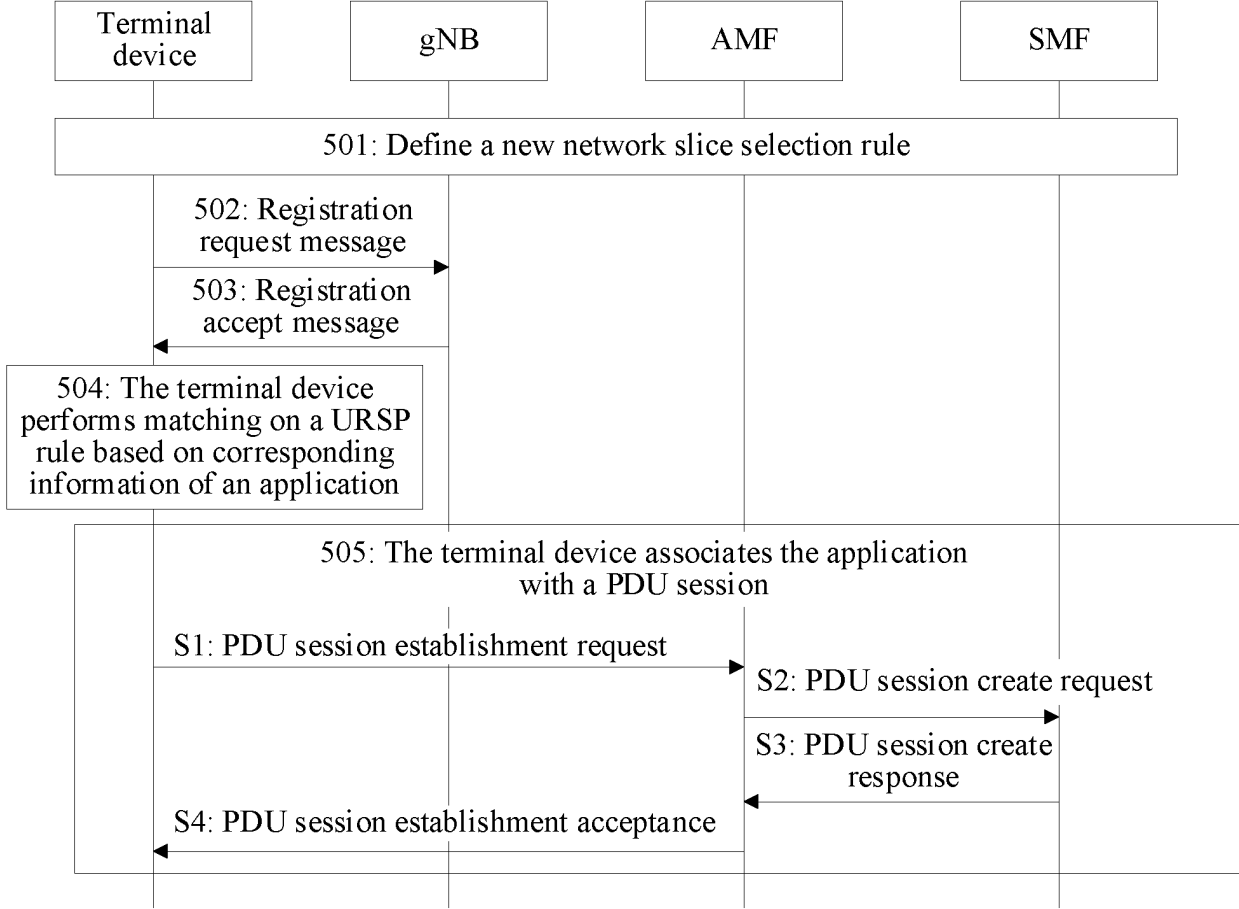 Terminal
device
gNB
AMF
SMF
501: Define a new network slice selection rule
502: Registration
request message
503: Registration
accept message
504: The terminal device
performs matching on a URSP
rule based on corresponding
information of an application
505: The terminal device associates the application
with a PDU session
S1: PDU session establishment request
S2: PDU session create request
S3: PDU session create
response
S4: PDU session establishment acceptance